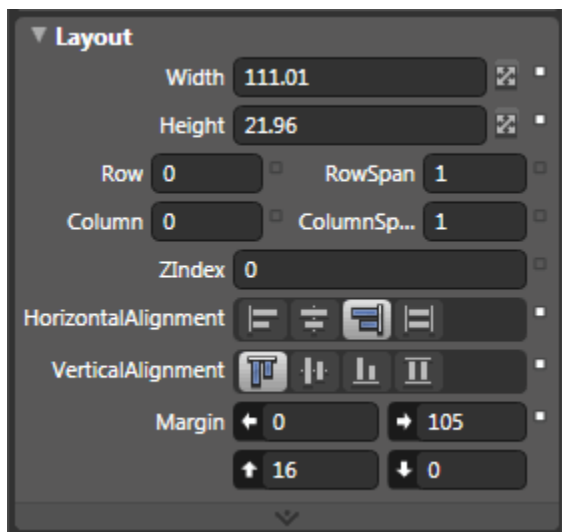 Layout
Width 111.01
Height 21.96
Row 0 RowSpan 1
Column 0 ColumnSp... 1
ZIndex 0
HorizontalAlignment
VerticalAlignment
Margin 0 105
16 0